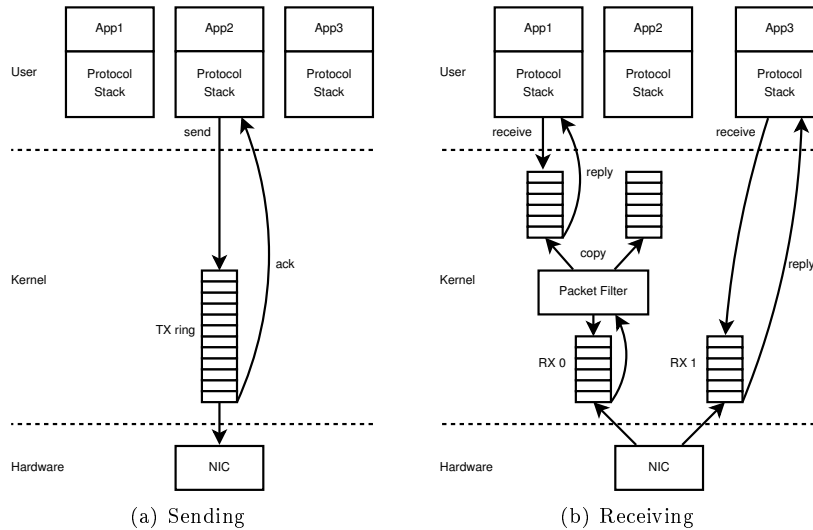 App1 App2 App3
User
Protocol Stack Protocol Stack Protocol Stack
send
Kernel
ack
TX ring
Hardware
NIC
(a) Sending
App1 App2 App3
User
Protocol Stack Protocol Stack Protocol Stack
receive receive
reply
copy
Kernel
reply
Packet Filter
RX 0 RX 1
Hardware
NIC
(b) Receiving